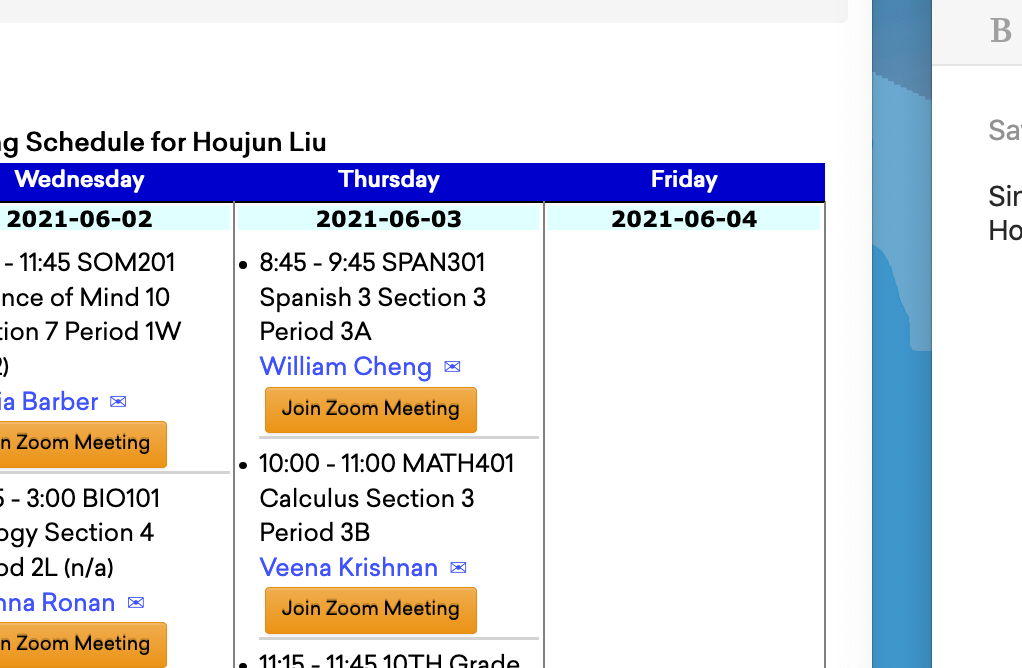 B
ng Schedule for Houjun Liu
Wednesday Thursday Friday
2021-06-02 2021-06-03 2021-06-04
- 11:45 SOM201
nce of Mind 10
tion 7 Period 1W
2)
ia Barber ✉
n Zoom Meeting
5 - 3:00 BIO101
ogy Section 4
od 2L (n/a)
nna Ronan ✉
n Zoom Meeting
• 8:45 - 9:45 SPAN301
Spanish 3 Section 3
Period 3A
William Cheng ✉
Join Zoom Meeting
• 10:00 - 11:00 MATH401
Calculus Section 3
Period 3B
Veena Krishnan ✉
Join Zoom Meeting
• 11:15 - 11:45 10TH Grade
Sa
Sin
Ho